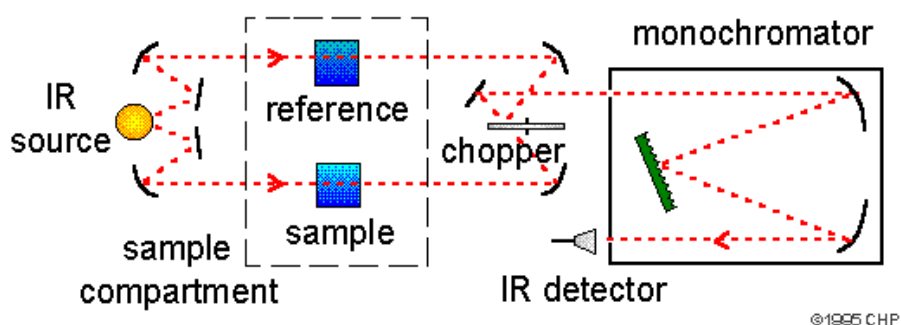 monochromator
IR
source
reference
chopper
sample
sample
compartment
IR detector
©1995 CHP